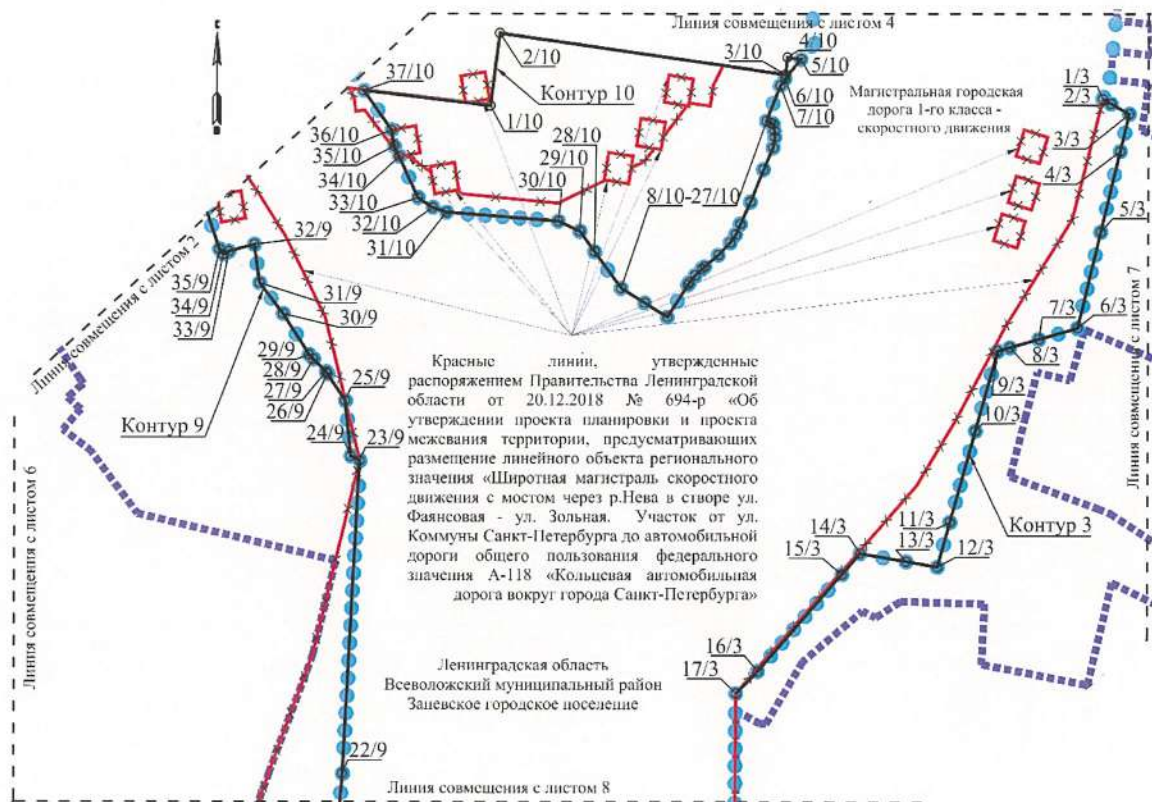 Линия совмещения с листом 4
2/10
3/10
4/10
5/10
37/10
Контур 10
6/10
7/10
Магистральная городская
дорога 1-го класса -
скоростного движения
1/3
2/3
3/3
4/3
1/10
28/10
29/10
30/10
36/10
35/10
34/10
33/10
32/10
31/10
8/10-27/10
5/3
Линия совмещения с листом 2
32/9
35/9
34/9
33/9
31/9
30/9
29/9
28/9
27/9
26/9
25/9
Контур 9
24/9
23/9
7/3
6/3
8/3
9/3
10/3
Линия совмещения с листом 7
Красные линии, утвержденные
распоряжением Правительства Ленинградской
области от 20.12.2018 № 694-р «Об
утверждении проекта планировки и проекта
межевания территории, предусматривающих
размещение линейного объекта регионального
значения «Широтная магистраль скоростного
движения с мостом через р.Нева в створе ул.
Фаянсовая - ул. Зольная. Участок от ул.
Коммуны Санкт-Петербурга до автомобильной
дороги общего пользования федерального
значения А-118 «Кольцевая автомобильная
дорога вокруг города Санкт-Петербурга»
Линия совмещения с листом 6
11/3
Контур 3
14/3
13/3
12/3
15/3
16/3
17/3
Ленинградская область
Всеволожский муниципальный район
Заневское городское поселение
22/9
Линия совмещения с листом 8